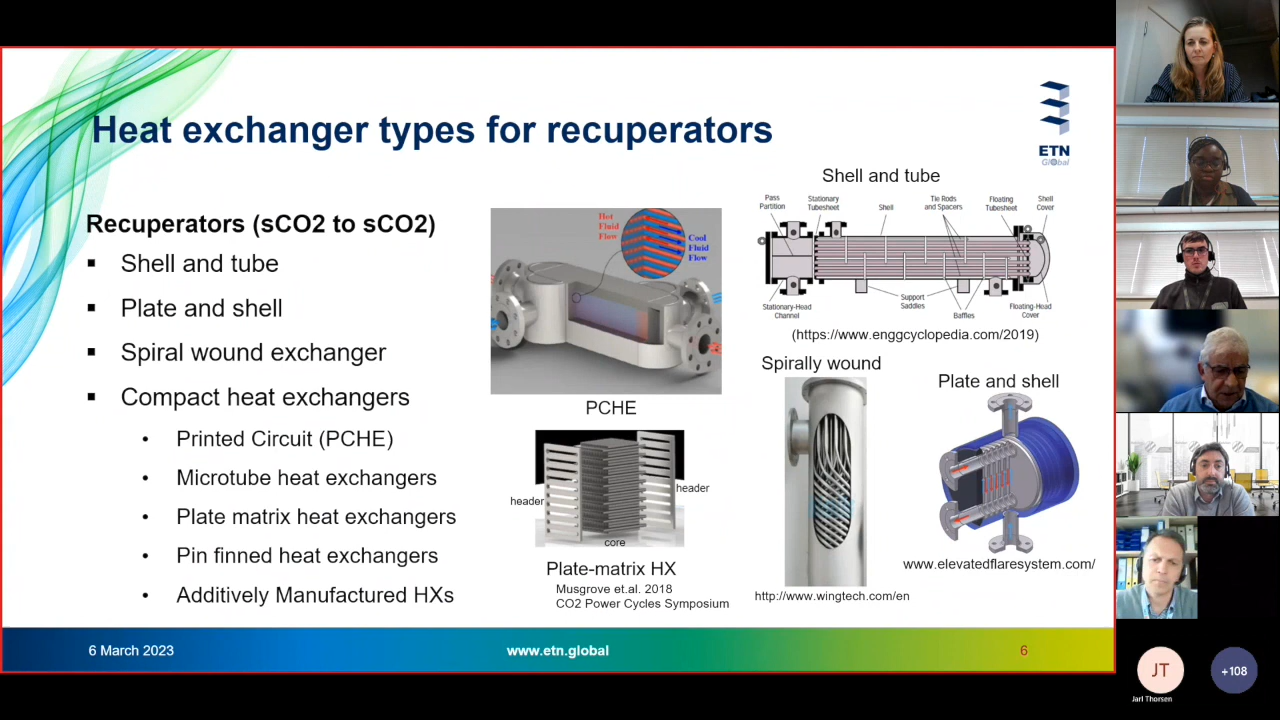 Heat exchanger types for recuperators
ETN
Global
Recuperators (sCO2 to sCO2)
▪ Shell and tube
▪ Plate and shell
▪ Spiral wound exchanger
▪ Compact heat exchangers
• Printed Circuit (PCHE)
• Microtube heat exchangers
• Plate matrix heat exchangers
• Pin finned heat exchangers
• Additively Manufactured HXs
Hot
Fluid
Flow
Cool
Fluid
Flow
PCHE
header
header
core
Plate-matrix HX
Musgrove et.al. 2018
CO2 Power Cycles Symposium
Shell and tube
Pass
Partition
Stationary
Tubesheet
Shell
Tie Rods
and Spacers
Floating
Tubesheet
Shell
Cover
Stationary-Head
Channel
Support
Saddles
Baffles
Floating-Head
Cover
(https://www.enggcyclopedia.com/2019)
Spirally wound
http://www.wingtech.com/en
Plate and shell
www.elevatedflaresystem.com/
6 March 2023
www.etn.global
6
JT
Jarl Thorsen
+108